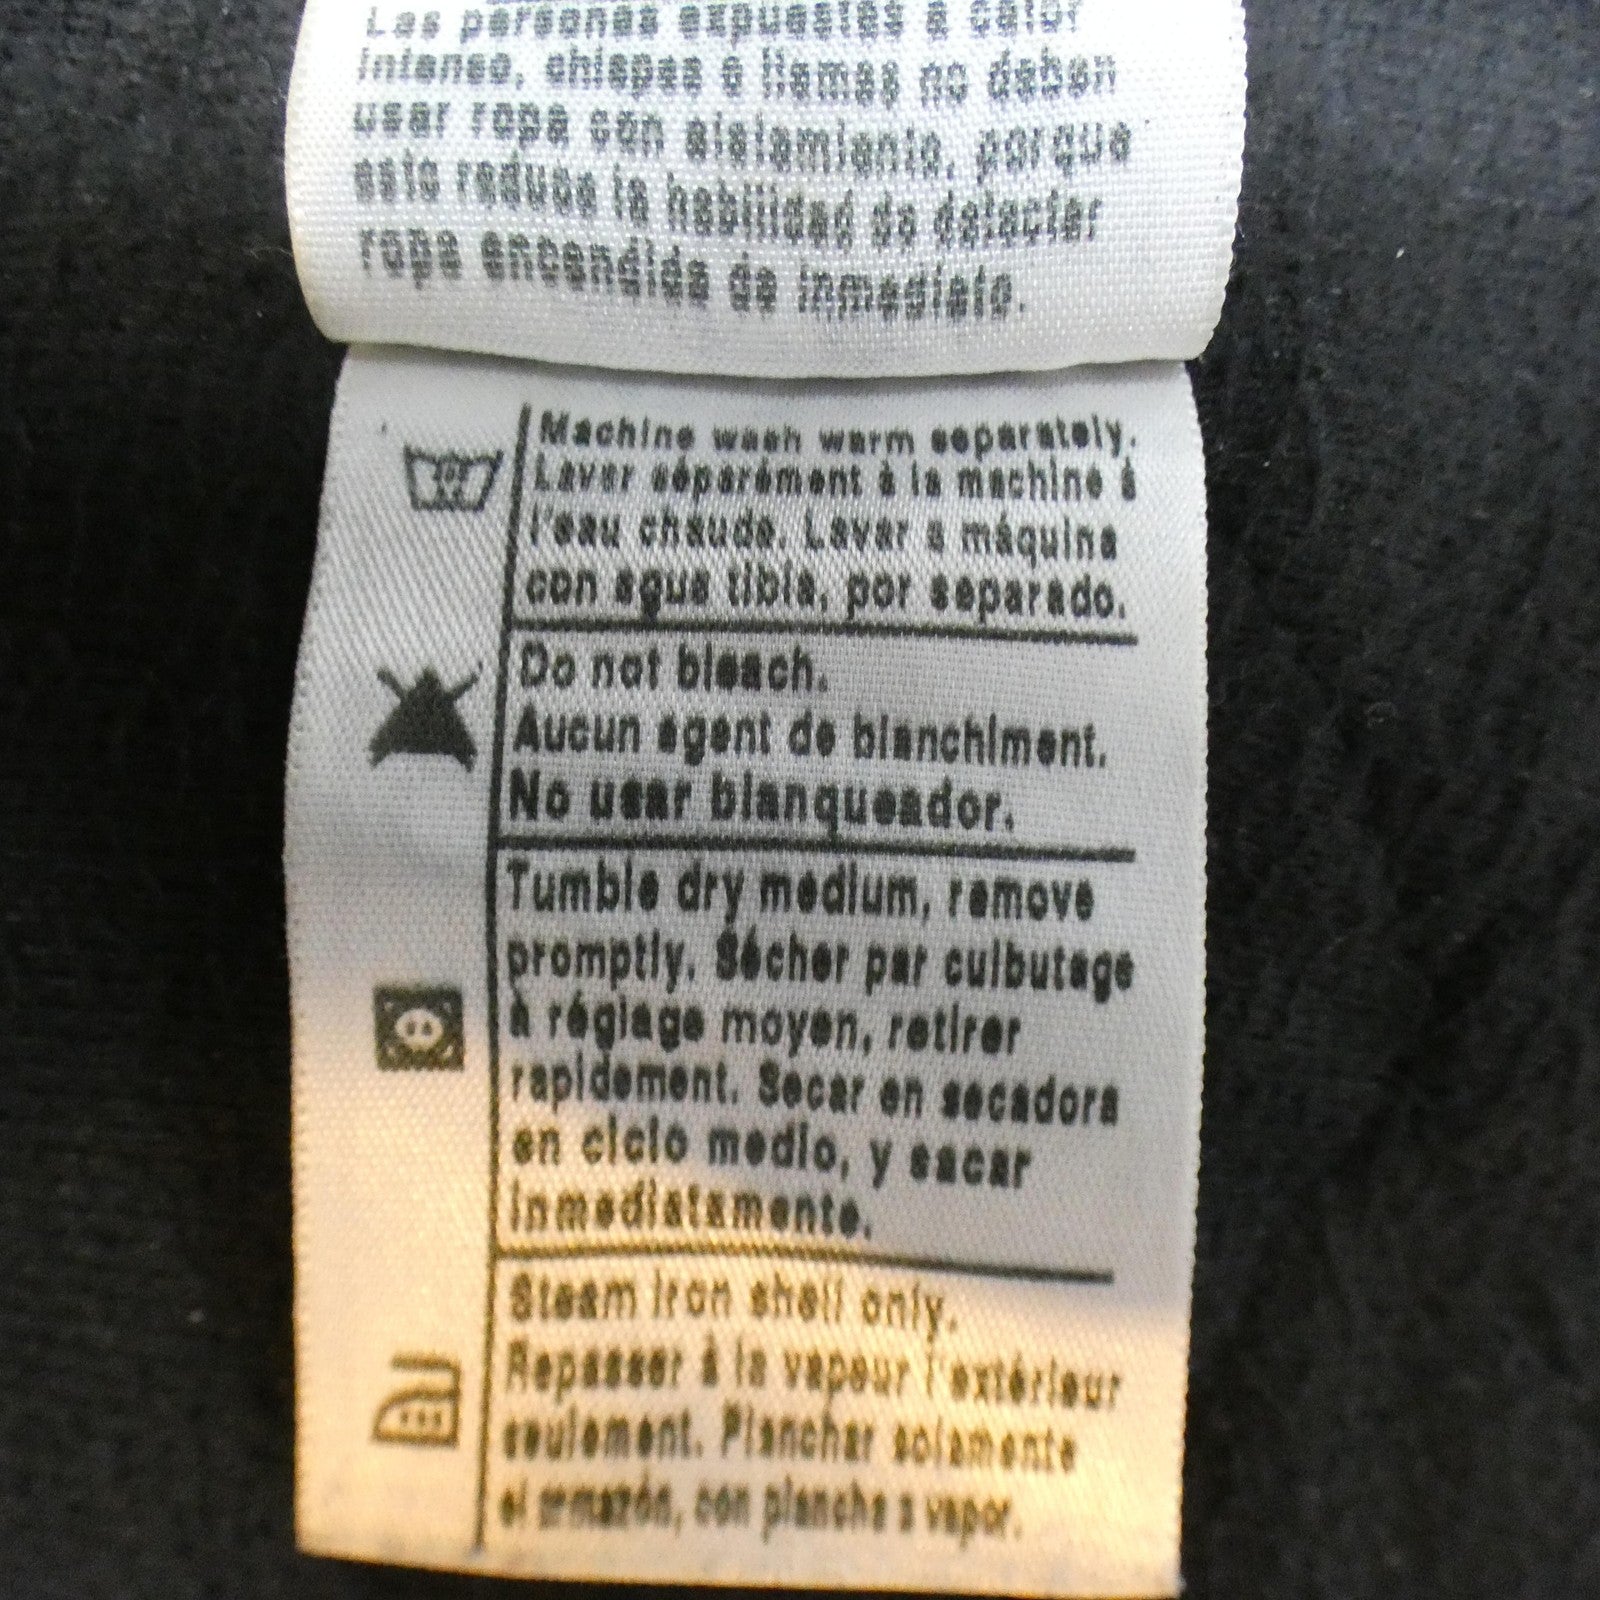 Las personas expuestas a calor
intenso, chispas o llamas no deben
usar ropa con aislamiento, porque
esto reduce la habilidad de detectar
ropa encendida de inmediato.
Machine wash warm separately.
Laver séparément à la machine à
l'eau chaude. Lavar a máquina
con agua tibia, por separado.
Do not bleach.
Aucun agent de blanchiment.
No usar blanqueador.
Tumble dry medium, remove
promptly. Sécher par culbutage
à réglage moyen, retirer
rapidement. Secar en secadora
en ciclo medio, y sacar
inmediatamente.
Steam iron shell only.
Repasser à la vapeur l'extérieur
seulement. Planchar solamente
el armazón, con plancha a vapor.